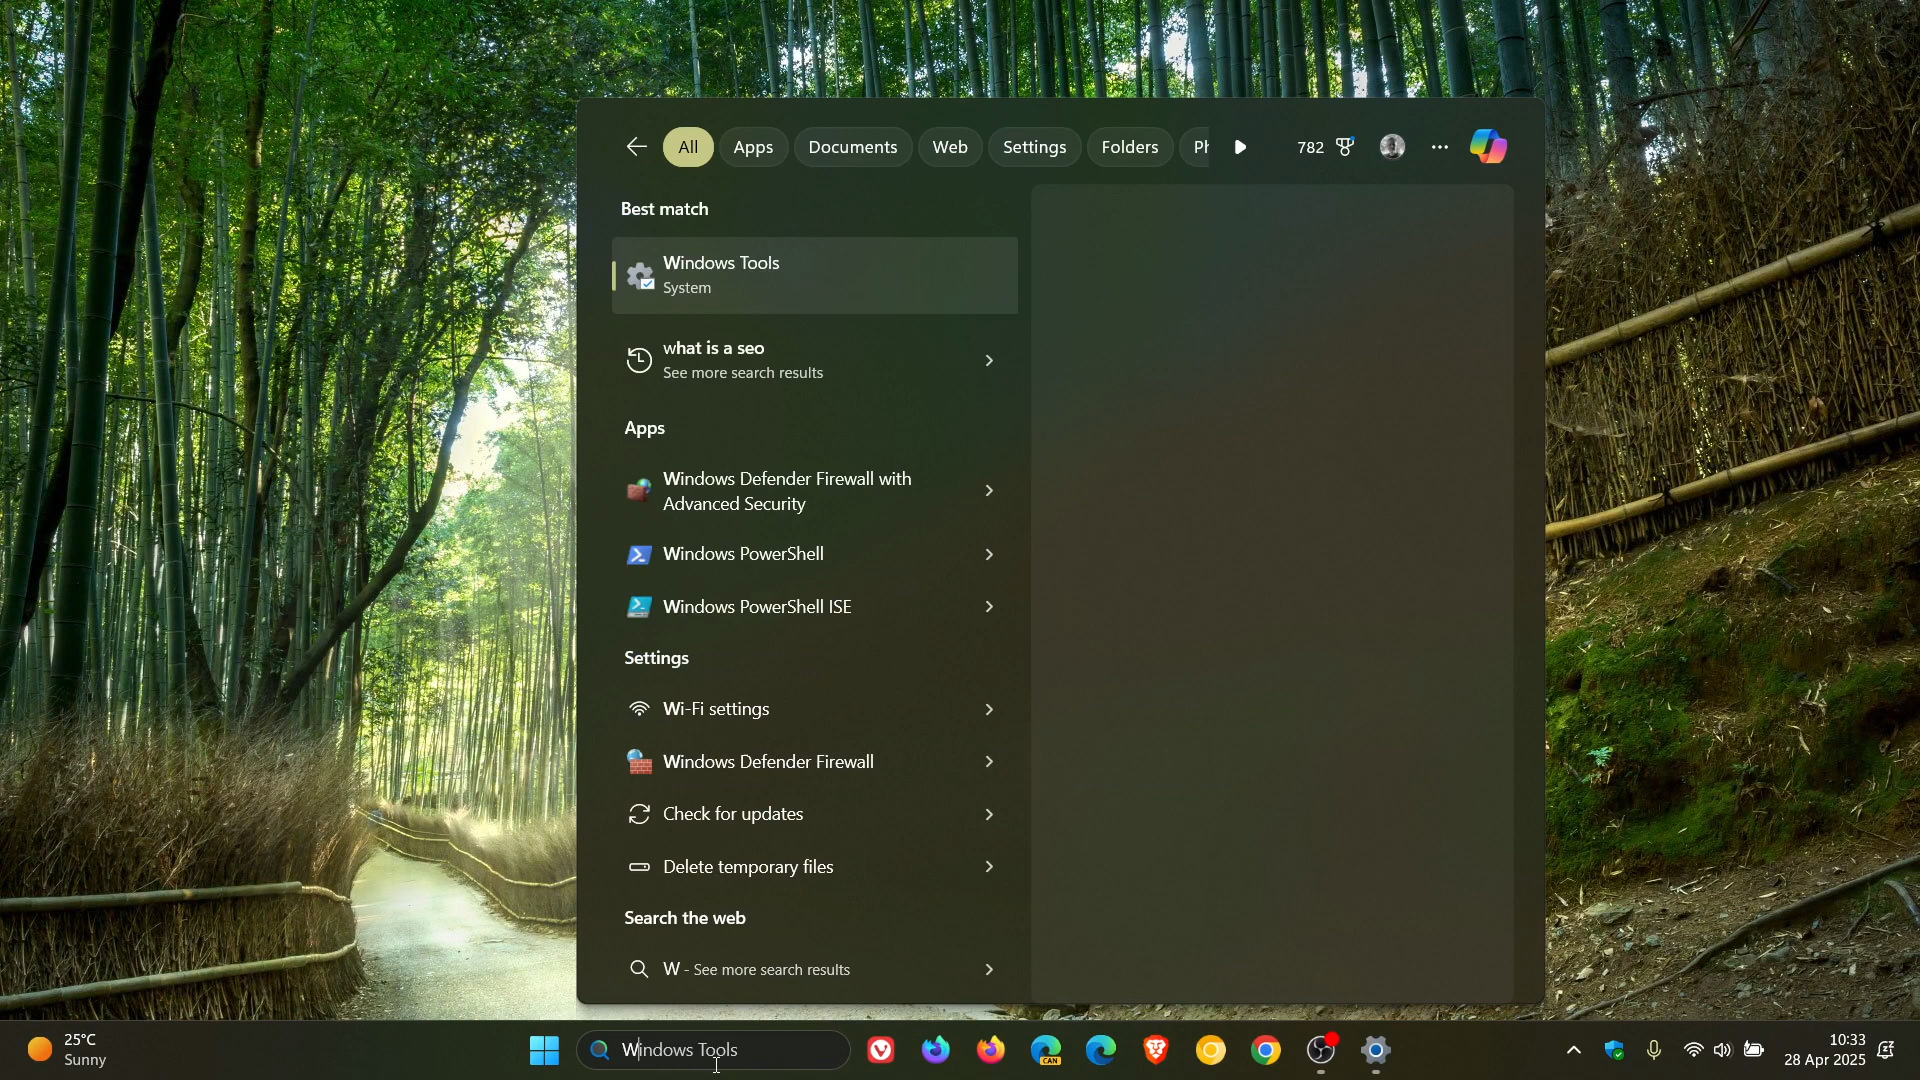 All
Apps
Documents
Web
Settings
Folders
Ph
782
Best match
Windows Tools
System
what is a seo
See more search results
Apps
Windows Defender Firewall with
Advanced Security
Windows PowerShell
Windows PowerShell ISE
Settings
Wi-Fi settings
Windows Defender Firewall
Check for updates
Delete temporary files
Search the web
W - See more search results
25°C
Sunny
Windows Tools
CAN
10:33
28 Apr 2025